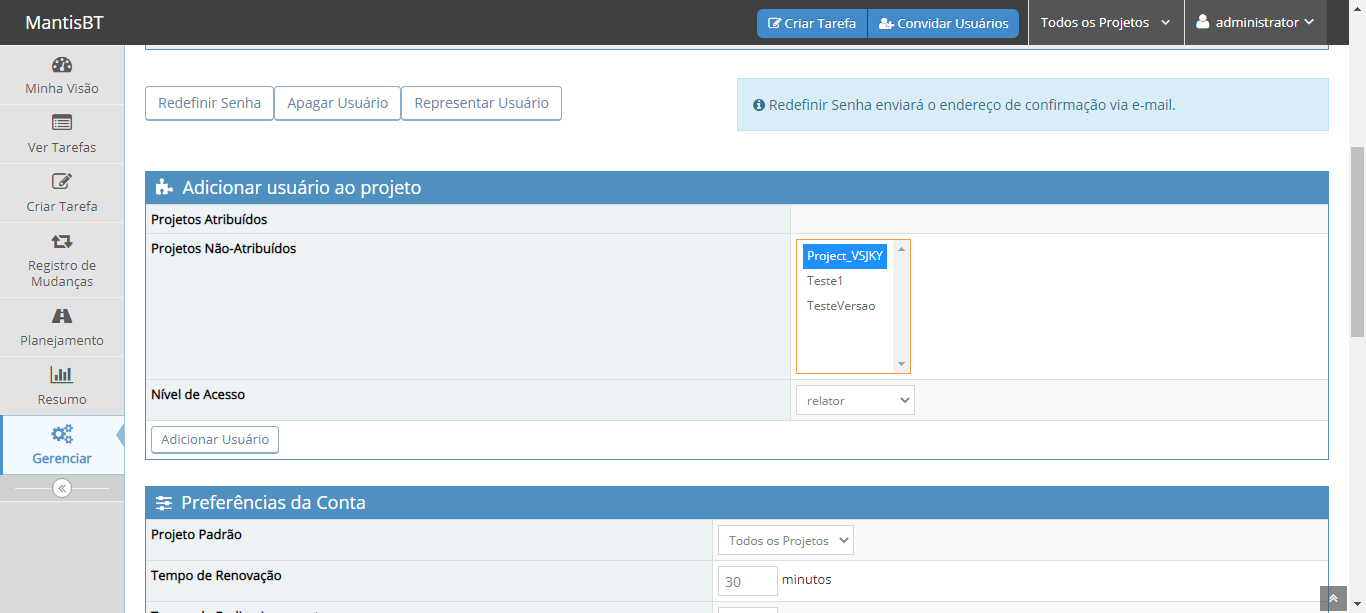 MantisBT
Criar Tarefa
Convidar Usuários
Todos os Projetos
administrator
Minha Visão
Ver Tarefas
Criar Tarefa
Registro de
Mudanças
Planejamento
Resumo
Gerenciar
Redefinir Senha
Apagar Usuário
Representar Usuário
Redefinir Senha enviará o endereço de confirmação via e-mail.
Adicionar usuário ao projeto
Projetos Atribuídos
Projetos Não-Atribuídos
Project_VSJKY
Teste1
TesteVersao
Nível de Acesso
relator
Adicionar Usuário
Preferências da Conta
Projeto Padrão
Todos os Projetos
Tempo de Renovação
30 minutos